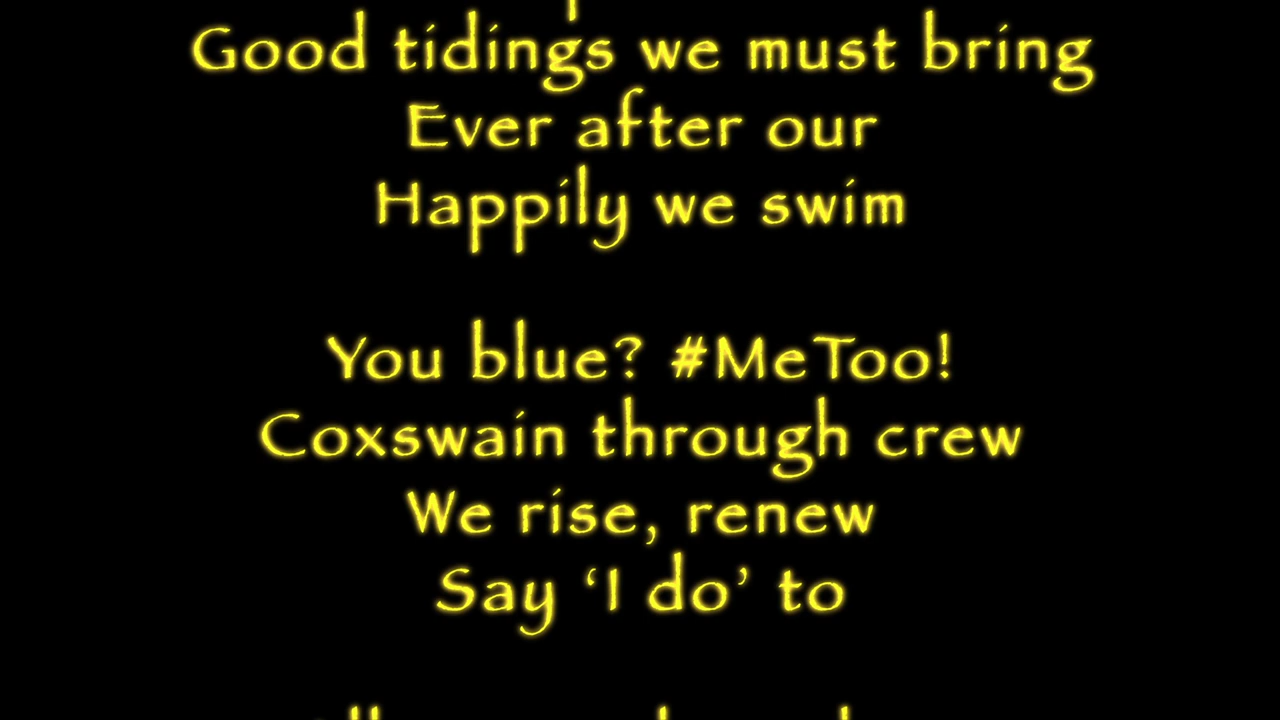 Good tidings we must bring
Ever after our
Happily we swim
You blue? #MeToo!
Coxswain through crew
We rise, renew
Say ‘I do’ to